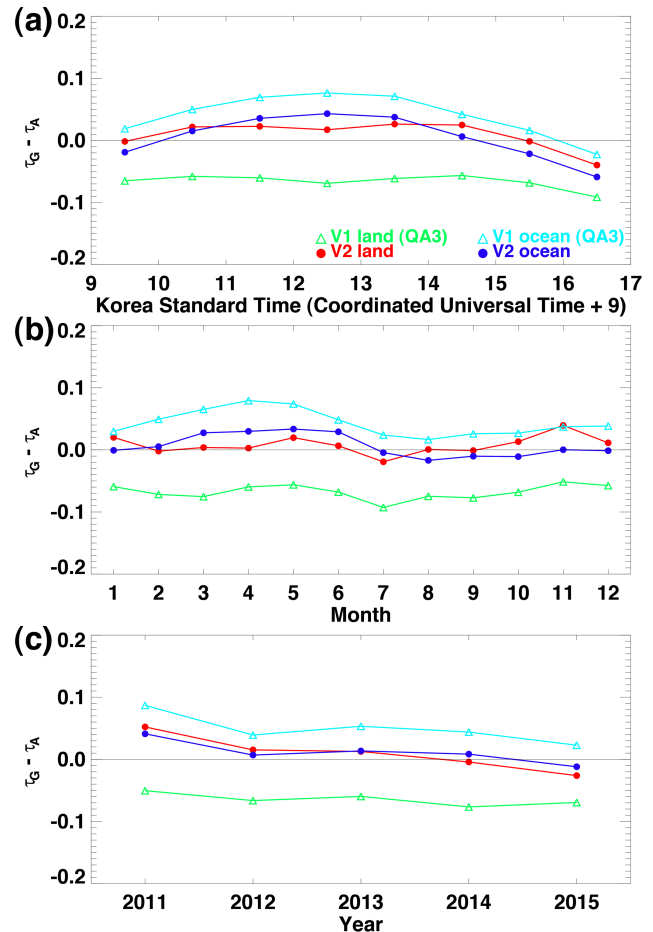 (a)
0.2
0.1
0.0
-0.1
-0.2
τG - τA
V1 land (QA3)
V1 ocean (QA3)
V2 land
V2 ocean
9 10 11 12 13 14 15 16 17
Korea Standard Time (Coordinated Universal Time + 9)
(b)
0.2
0.1
0.0
-0.1
-0.2
τG - τA
1 2 3 4 5 6 7 8 9 10 11 12
Month
(c)
0.2
0.1
0.0
-0.1
-0.2
τG - τA
2011 2012 2013 2014 2015
Year